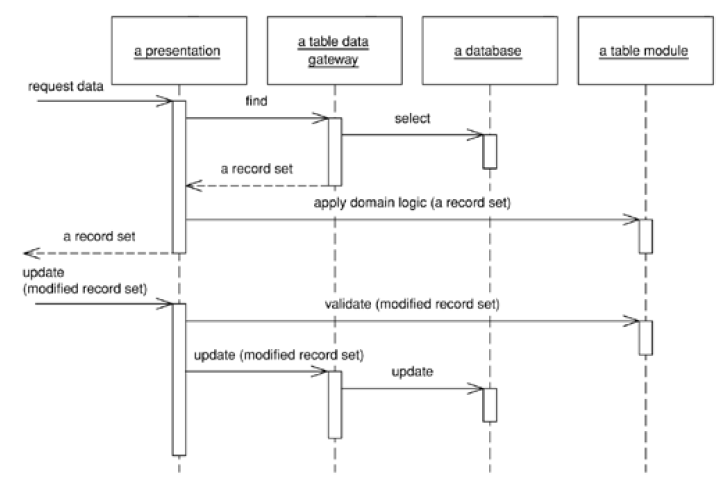 a presentation
a table data
gateway
a database
a table module
request data
find
select
a record set
apply domain logic (a record set)
a record set
update
(modified record set)
validate (modified record set)
update (modified record set)
update